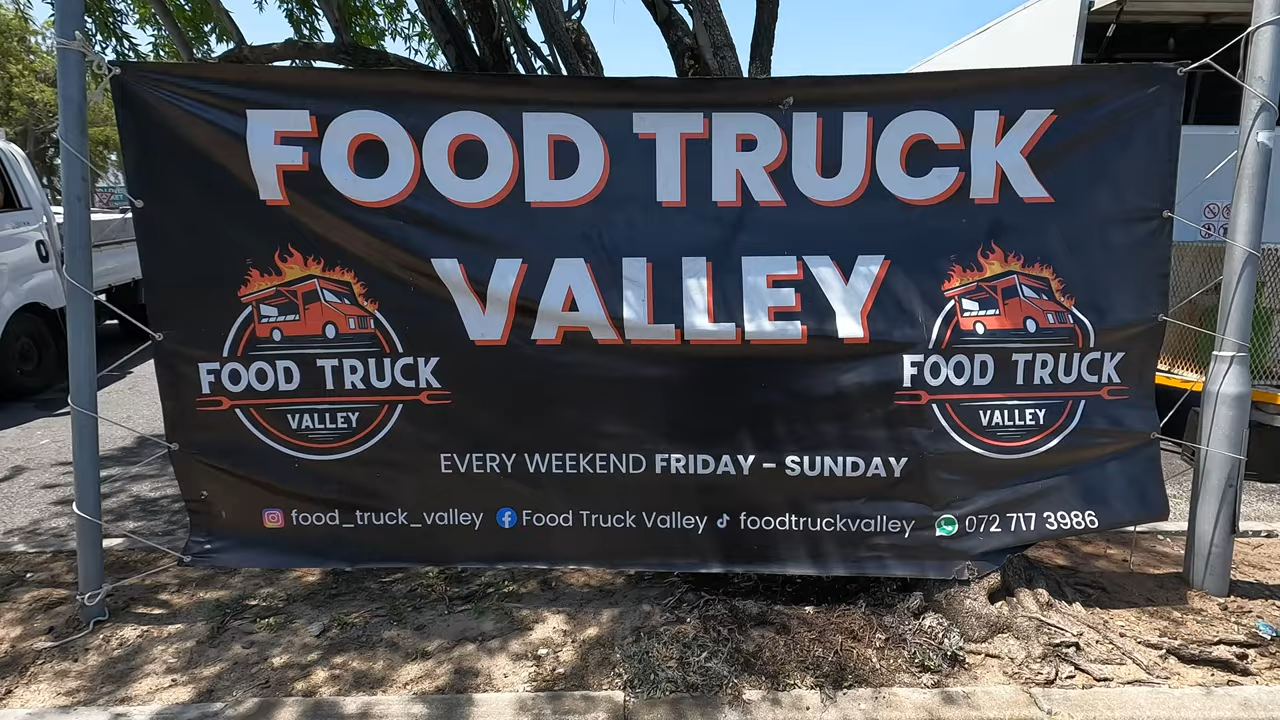 FOOD TRUCK
VALLEY
FOOD TRUCK
VALLEY
FOOD TRUCK
VALLEY
EVERY WEEKEND FRIDAY - SUNDAY
food_truck_valley Food Truck Valley foodtruckvalley 072 717 3986